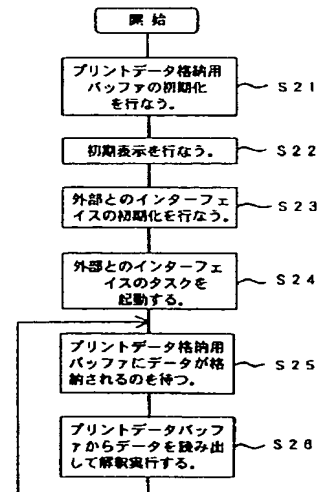 開始
プリントデータ格納用
バッファの初期化
を行なう。
S21
初期表示を行なう。
S22
外部とのインターフェ
イスの初期化を行なう。
S23
外部とのインターフェ
イスのタスクを
起動する。
S24
プリントデータ格納用
バッファにデータが格
納されるのを待つ。
S25
プリントデータバッフ
ァからデータを読み出
して解釈実行する。
S26